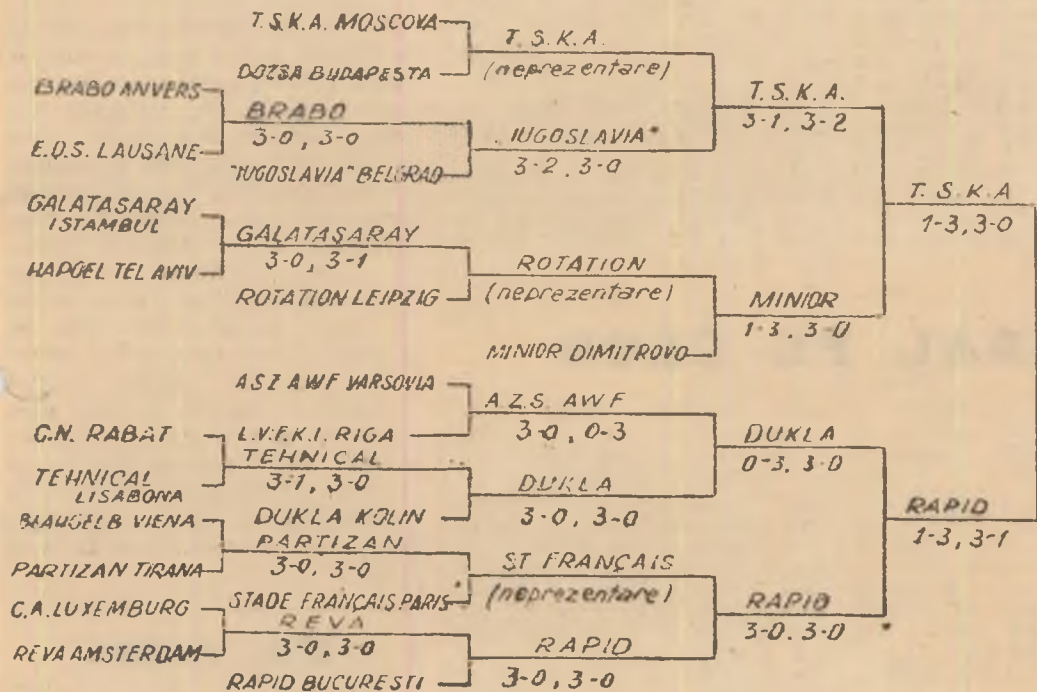 T.S.K.A. MOSCOVA
DOZSA BUDAPESTA
T.S.K.A.
(neprezentare)
BRABO ANVERS
E.O.S. LAUSANE
BRABO
3-0, 3-0
"IUGOSLAVIA" BELGRAD
IUGOSLAVIA"
3-2, 3-0
T.S.K.A.
3-1, 3-2
GALATASARAY
ISTAMBUL
HAPOEL TEL AVIV
GALATASARAY
3-0, 3-1
ROTATION LEIPZIG
ROTATION
(neprezentare)
MINIOR DIMITROVO
MINIOR
1-3, 3-0
T.S.K.A
1-3, 3-0
ASZ AWF VARSOVIA
L.V.F.K.I. RIGA
A.Z.S. AWF
3-0, 0-3
C.N. RABAT
TEHNICAL
LISABONA
TEHNICAL
3-1, 3-0
DUKLA KOLIN
DUKLA
3-0, 3-0
DUKLA
0-3, 3-0
BLAUGELB VIENA
PARTIZAN TIRANA
PARTIZAN
3-0, 3-0
STADE FRANÇAIS PARIS
ST FRANÇAIS
(neprezentare)
C.A. LUXEMBURG
REVA AMSTERDAM
REVA
3-0, 3-0
RAPID BUCURESTI
RAPID
3-0, 3-0
RAPID
3-0. 3-0
RAPID
1-3, 3-1